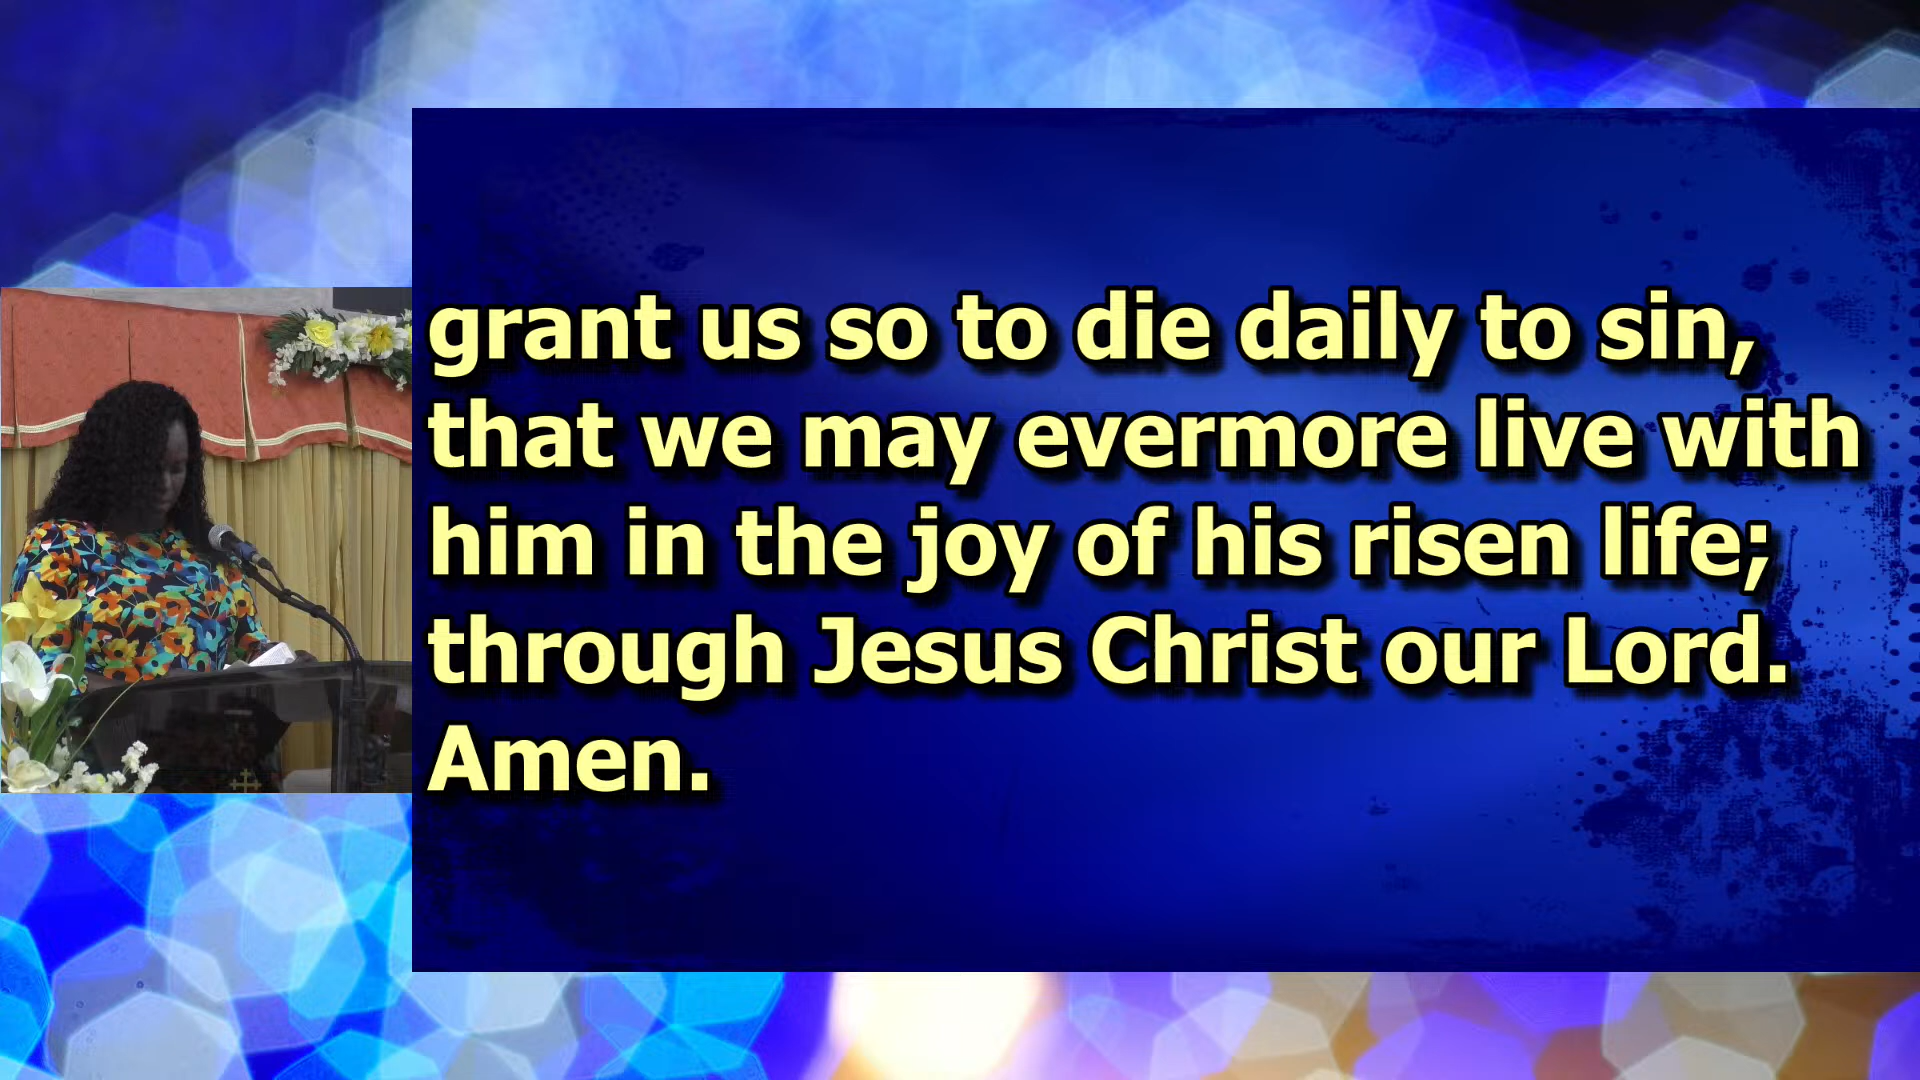 grant us so to die daily to sin,
that we may evermore live with
him in the joy of his risen life;
through Jesus Christ our Lord.
Amen.